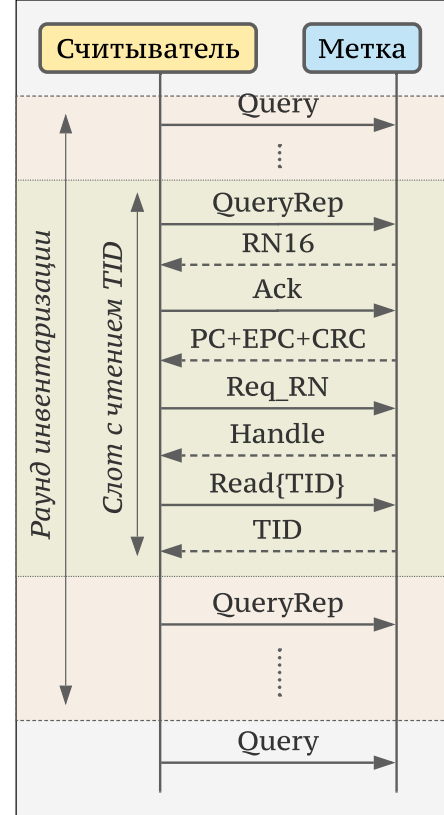 Считыватель
Метка
Query
QueryRep
RN16
Ack
PC+EPC+CRC
Req_RN
Handle
Read{TID}
TID
QueryRep
Query
Раунд инвентаризации
Слот с чтением TID